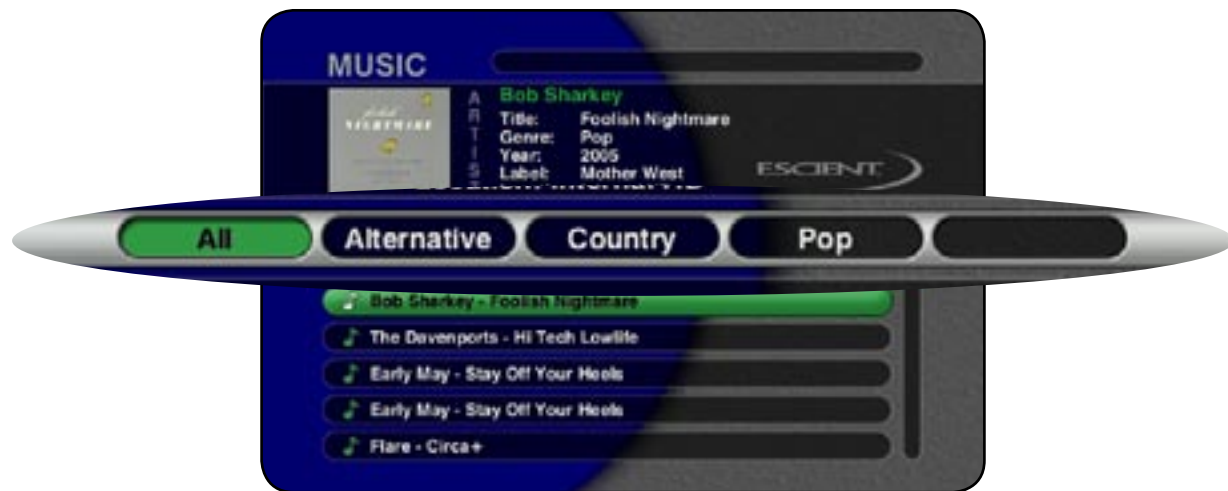 MUSIC
NIGHTMARE
ARTIST
Bob Sharkey
Title: Foolish Nightmare
Genre: Pop
Year: 2005
Label: Mother West
ESCIENT
All Alternative Country Pop
Bob Sharkey - Foolish Nightmare
The Davenports - Hi Tech Lowlife
Early May - Stay Off Your Heels
Early May - Stay Off Your Heels
Flare - Circa+